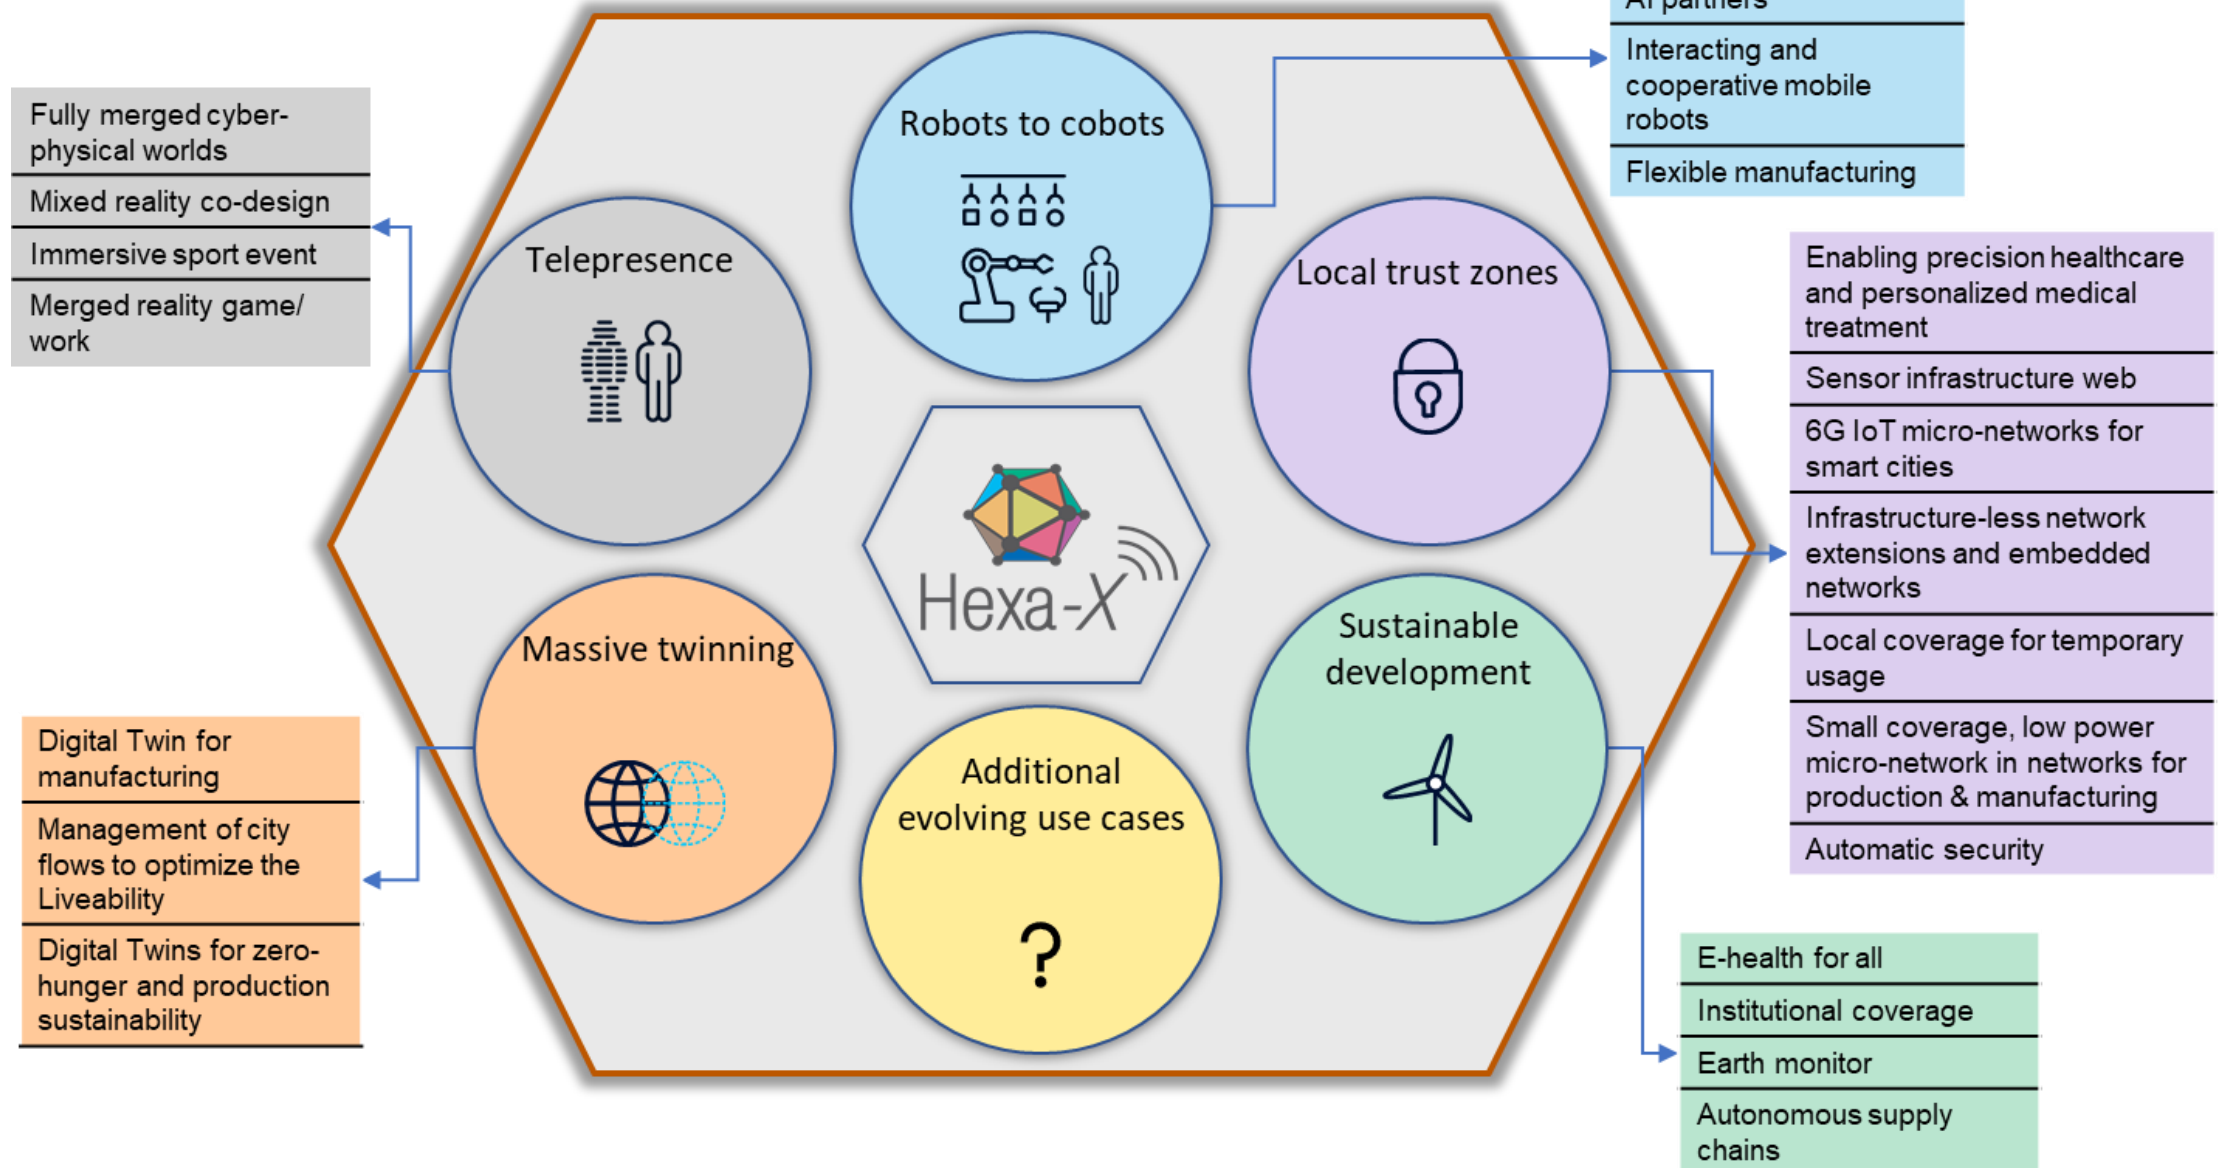 AI partners
Interacting and
cooperative mobile
robots
Flexible manufacturing
Fully merged cyber-
physical worlds
Mixed reality co-design
Immersive sport event
Merged reality game/
work
Robots to cobots
Telepresence
Local trust zones
Enabling precision healthcare
and personalized medical
treatment
Sensor infrastructure web
6G IoT micro-networks for
smart cities
Infrastructure-less network
extensions and embedded
networks
Local coverage for temporary
usage
Small coverage, low power
micro-network in networks for
production & manufacturing
Automatic security
Hexa-X
Massive twinning
Sustainable
development
Additional
evolving use cases
?
Digital Twin for
manufacturing
Management of city
flows to optimize the
Liveability
Digital Twins for zero-
hunger and production
sustainability
E-health for all
Institutional coverage
Earth monitor
Autonomous supply
chains